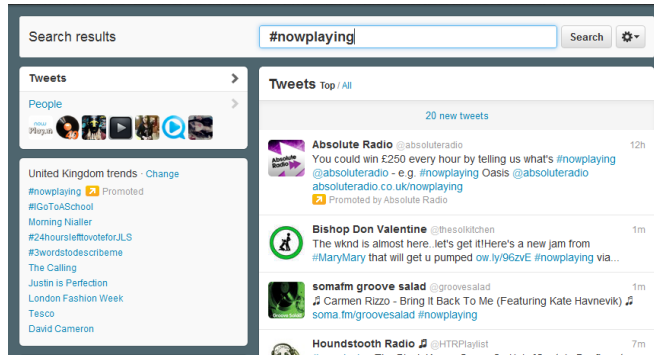 Search results
#nowplaying
Search
Tweets
People
United Kingdom trends · Change
#nowplaying Promoted
#IGoToASchool
Morning Nialler
#24hourslefttovoteforJLS
#3wordstodescribeme
The Calling
Justin is Perfection
London Fashion Week
Tesco
David Cameron
Tweets Top / All
20 new tweets
Absolute Radio
Absolute Radio @absoluteradio 12h
You could win £250 every hour by telling us what's #nowplaying
@absoluteradio - e.g. #nowplaying Oasis @absoluteradio
absoluteradio.co.uk/nowplaying
Promoted by Absolute Radio
Bishop Don Valentine @thesolkitchen 1m
The wknd is almost here..let's get it!Here's a new jam from
#MaryMary that will get u pumped ow.ly/96zvE #nowplaying via...
Groove Salad
somafm groove salad @groovesalad 1m
♫ Carmen Rizzo - Bring It Back To Me (Featuring Kate Havnevik) ♫
soma.fm/groovesalad #nowplaying
Houndstooth Radio ♫ @HTRPlaylist 7m